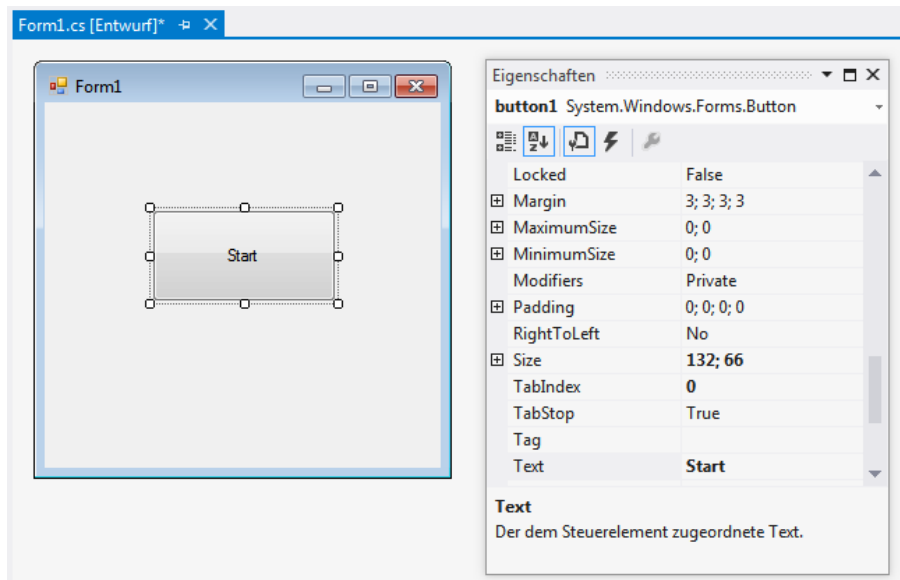 Form1.cs [Entwurf]*
Form1
Start
Eigenschaften
button1 System.Windows.Forms.Button
Locked False
Margin 3; 3; 3; 3
MaximumSize 0; 0
MinimumSize 0; 0
Modifiers Private
Padding 0; 0; 0; 0
RightToLeft No
Size 132; 66
TabIndex 0
TabStop True
Tag
Text Start
Text
Der dem Steuerelement zugeordnete Text.